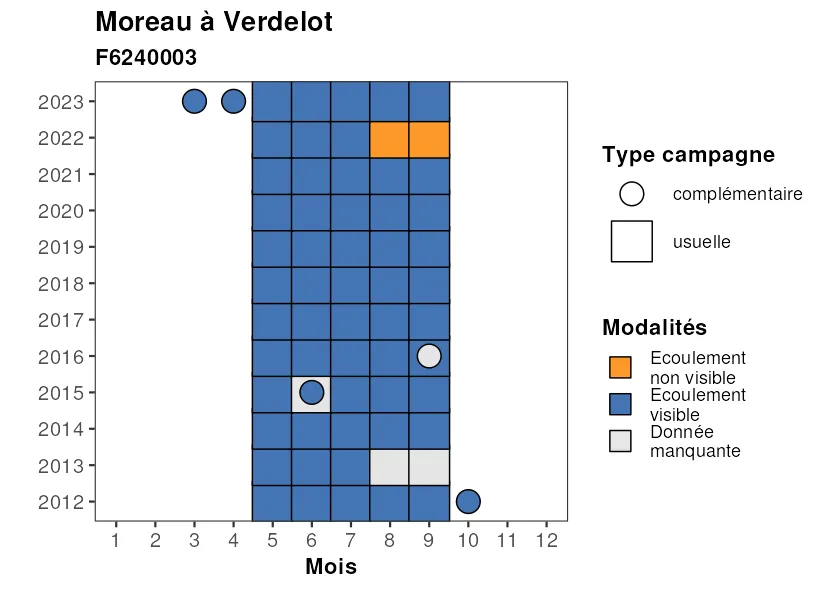 Moreau à Verdelot
F6240003
2023
2022
2021
2020
2019
2018
2017
2016
2015
2014
2013
2012
1 2 3 4 5 6 7 8 9 10 11 12
Mois
Type campagne
complémentaire
usuelle
Modalités
Ecoulement
non visible
Ecoulement
visible
Donnée
manquante